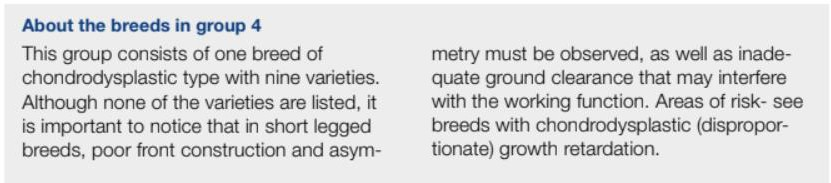 About the breeds in group 4
This group consists of one breed of
chondrodysplastic type with nine varieties.
Although none of the varieties are listed, it
is important to notice that in short legged
breeds, poor front construction and asym-
metry must be observed, as well as inade-
quate ground clearance that may interfere
with the working function. Areas of risk- see
breeds with chondrodysplastic (dispropor-
tionate) growth retardation.